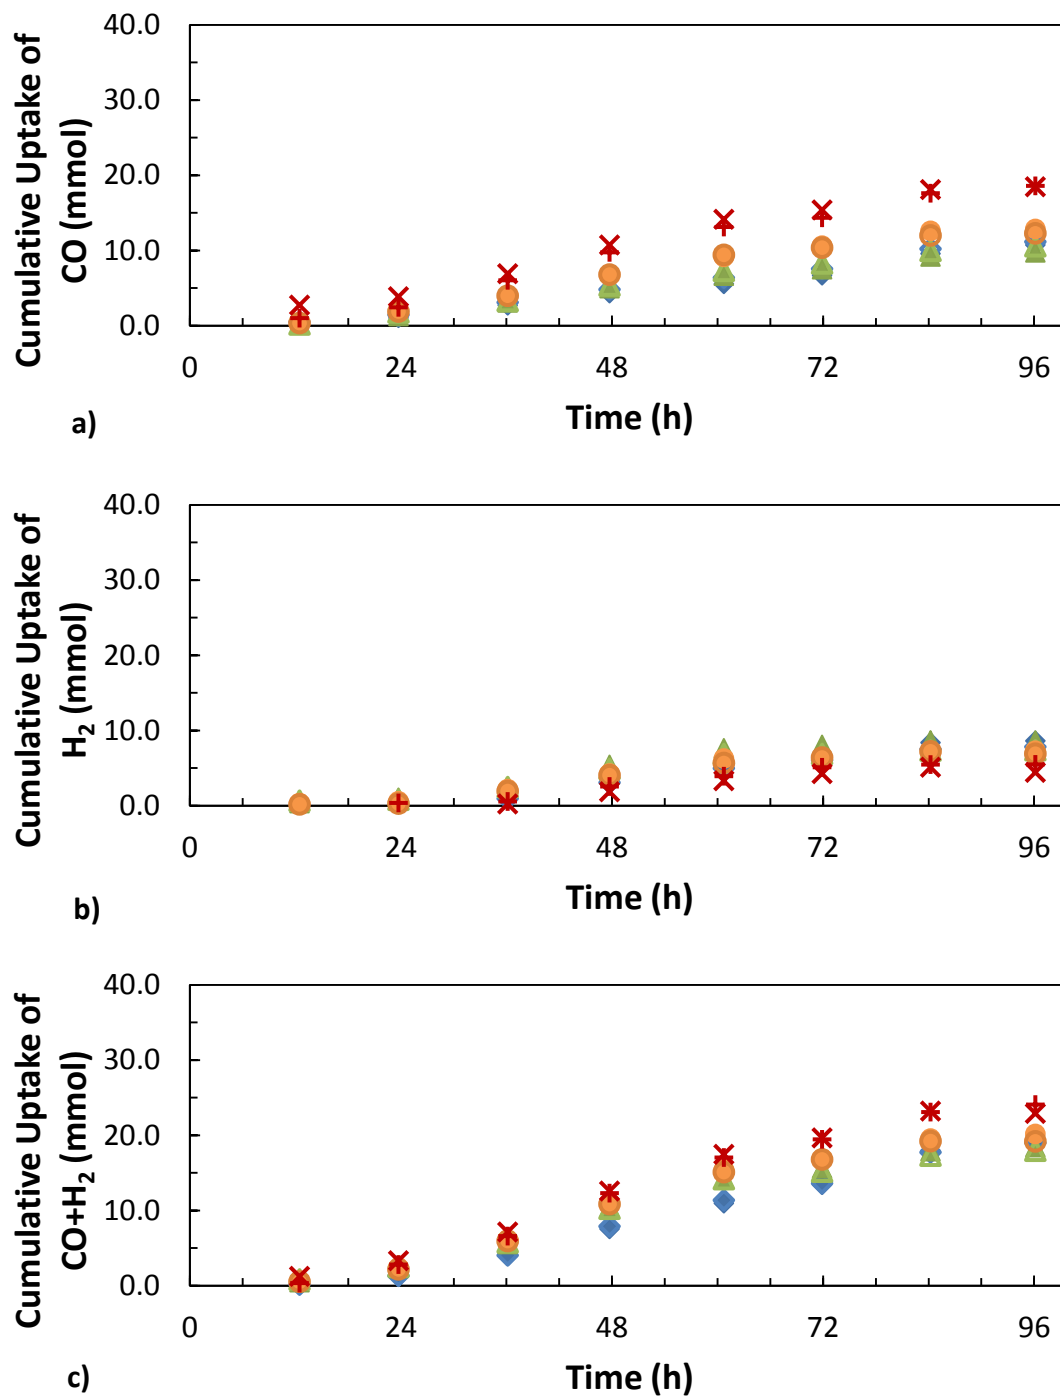 Cumulative Uptake of
CO (mmol)
40.0
30.0
20.0
10.0
0.0
0 24 48 72 96
Time (h)
a)
Cumulative Uptake of
H₂ (mmol)
40.0
30.0
20.0
10.0
0.0
0 24 48 72 96
Time (h)
b)
Cumulative Uptake of
CO+H₂ (mmol)
40.0
30.0
20.0
10.0
0.0
0 24 48 72 96
Time (h)
c)